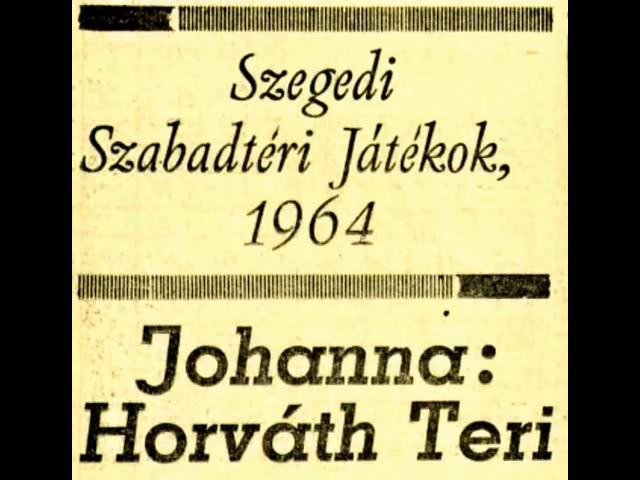 Szegedi
Szabadtéri Játékok,
1964
Johanna:
Horváth Teri